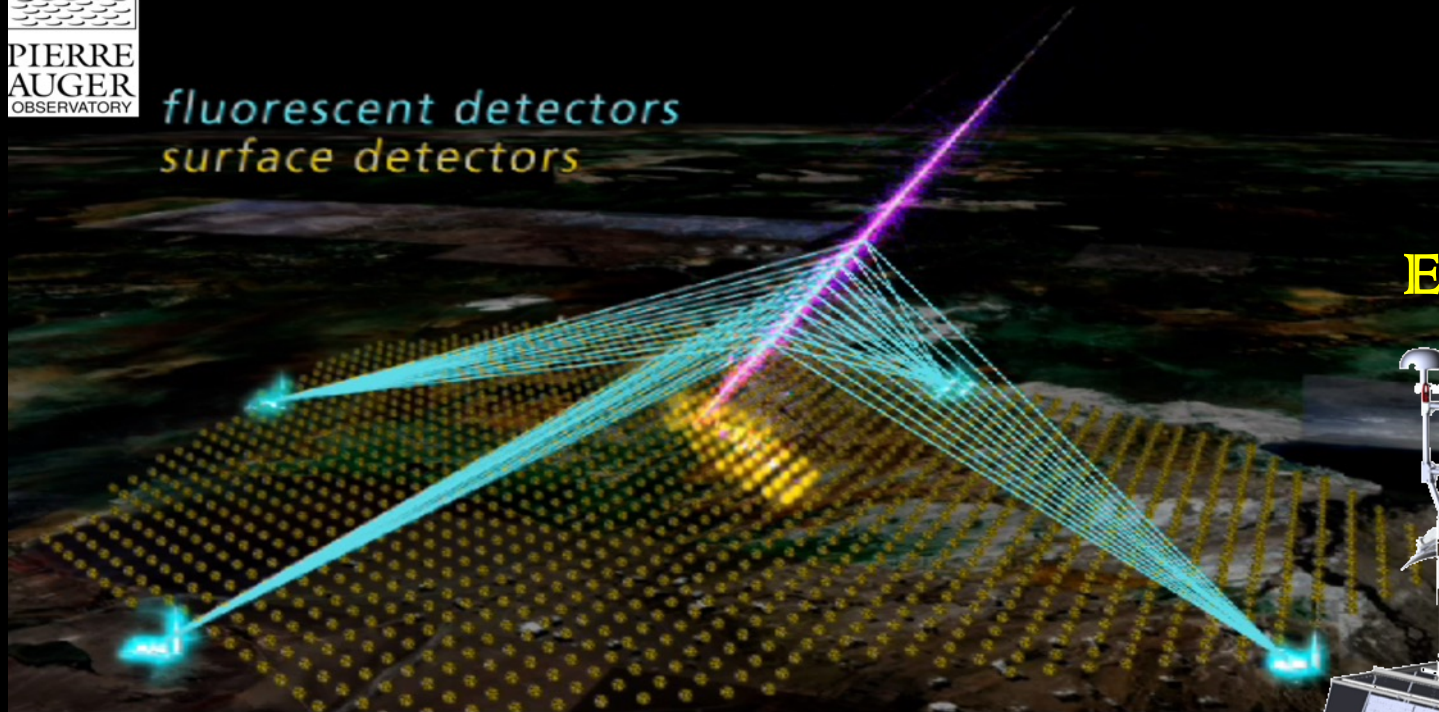 PIERRE
AUGER
OBSERVATORY
fluorescent detectors
surface detectors
E